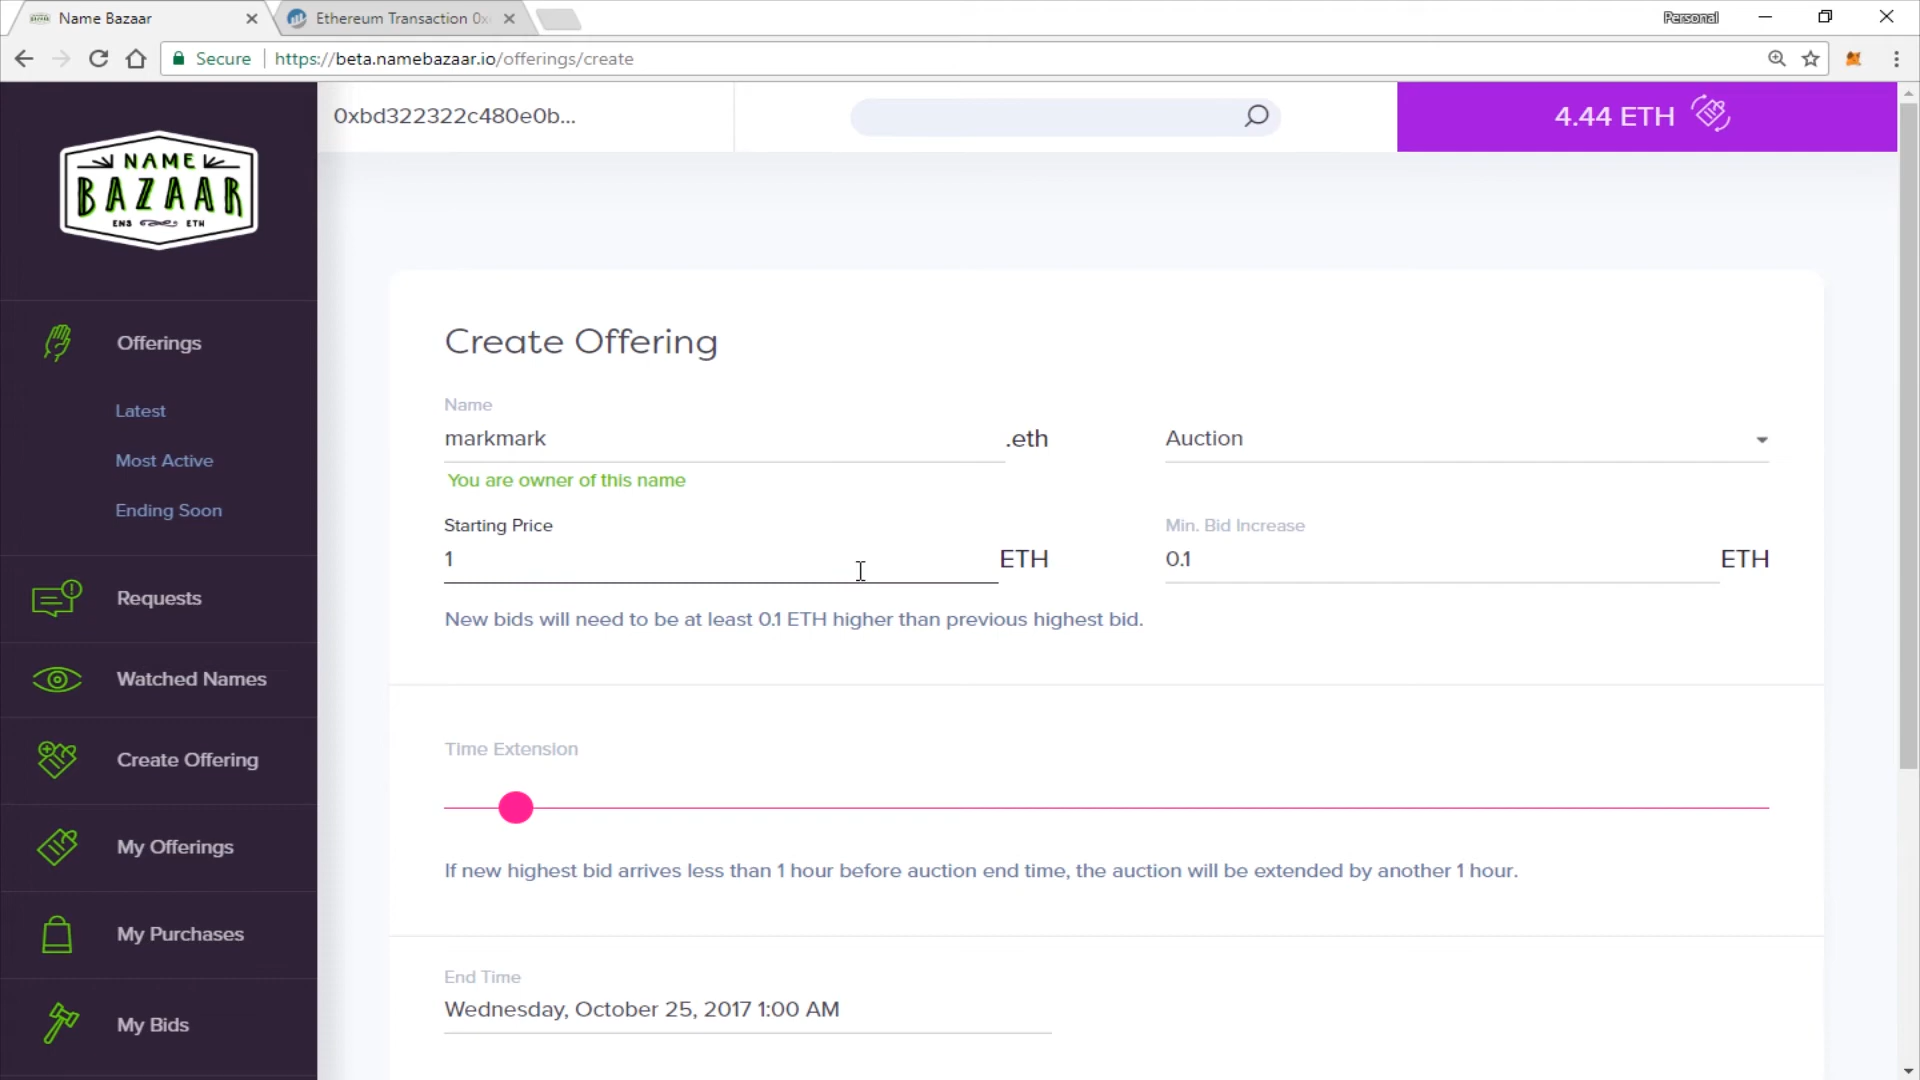 Name Bazaar
Ethereum Transaction 0x
Personal
Secure
https://beta.namebazaar.io/offerings/create
NAME
BAZAAR
ENS ETH
0xbd322322c480e0b...
4.44 ETH
Offerings
Latest
Most Active
Ending Soon
Requests
Watched Names
Create Offering
My Offerings
My Purchases
My Bids
Create Offering
Name
markmark
.eth
Auction
You are owner of this name
Starting Price
Min. Bid Increase
1
ETH
0.1
ETH
New bids will need to be at least 0.1 ETH higher than previous highest bid.
Time Extension
If new highest bid arrives less than 1 hour before auction end time, the auction will be extended by another 1 hour.
End Time
Wednesday, October 25, 2017 1:00 AM